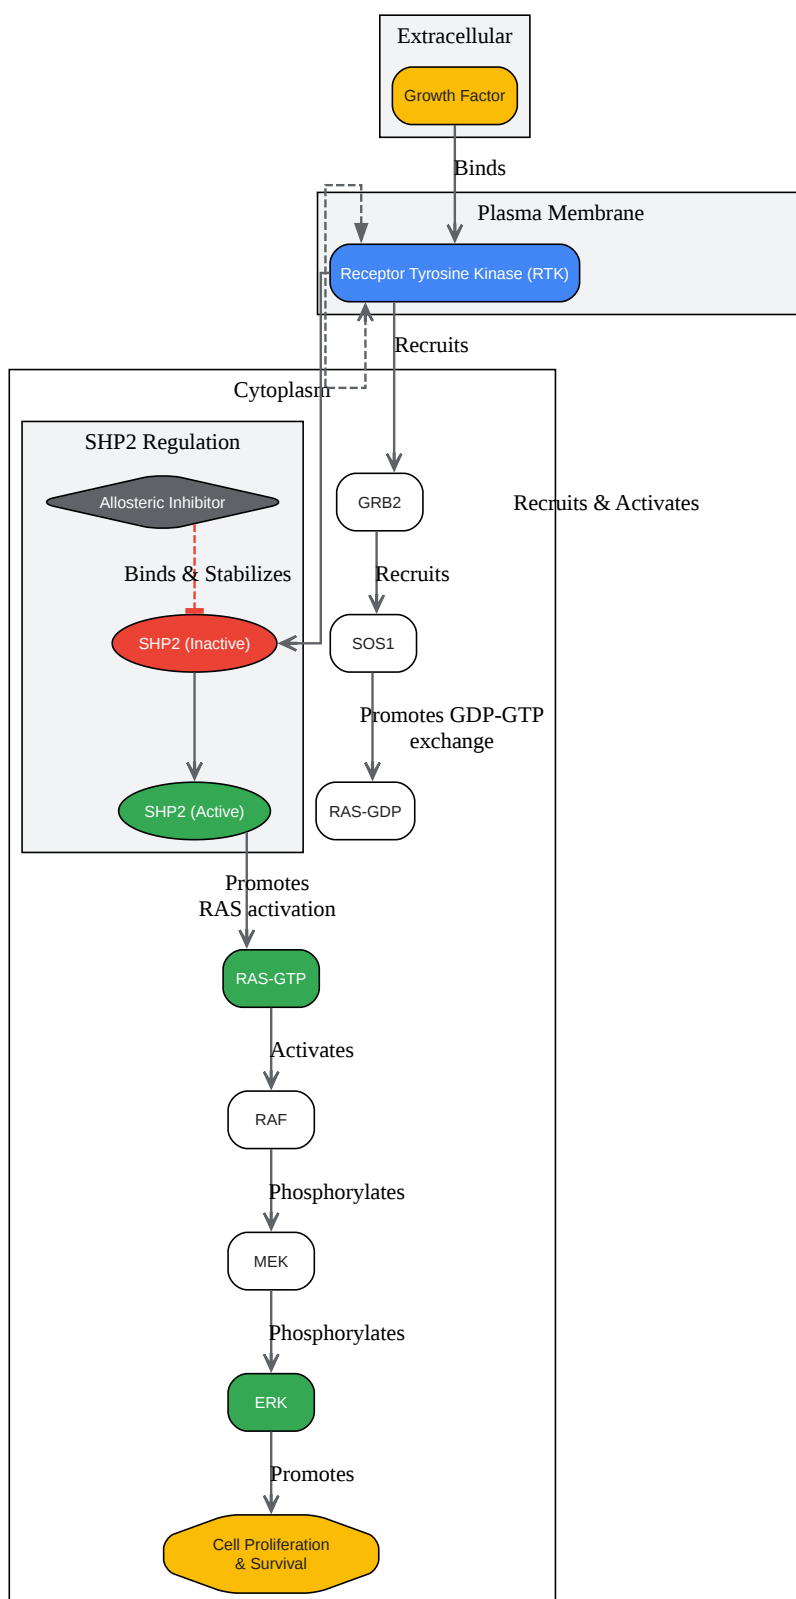 Extracellular
Growth Factor
Binds
Plasma Membrane
Receptor Tyrosine Kinase (RTK)
Recruits
Cytoplasm
SHP2 Regulation
Allosteric Inhibitor
GRB2
Recruits & Activates
Binds & Stabilizes
Recruits
SHP2 (Inactive)
SOS1
Promotes GDP-GTP
exchange
SHP2 (Active)
RAS-GDP
Promotes
RAS activation
RAS-GTP
Activates
RAF
Phosphorylates
MEK
Phosphorylates
ERK
Promotes
Cell Proliferation
& Survival